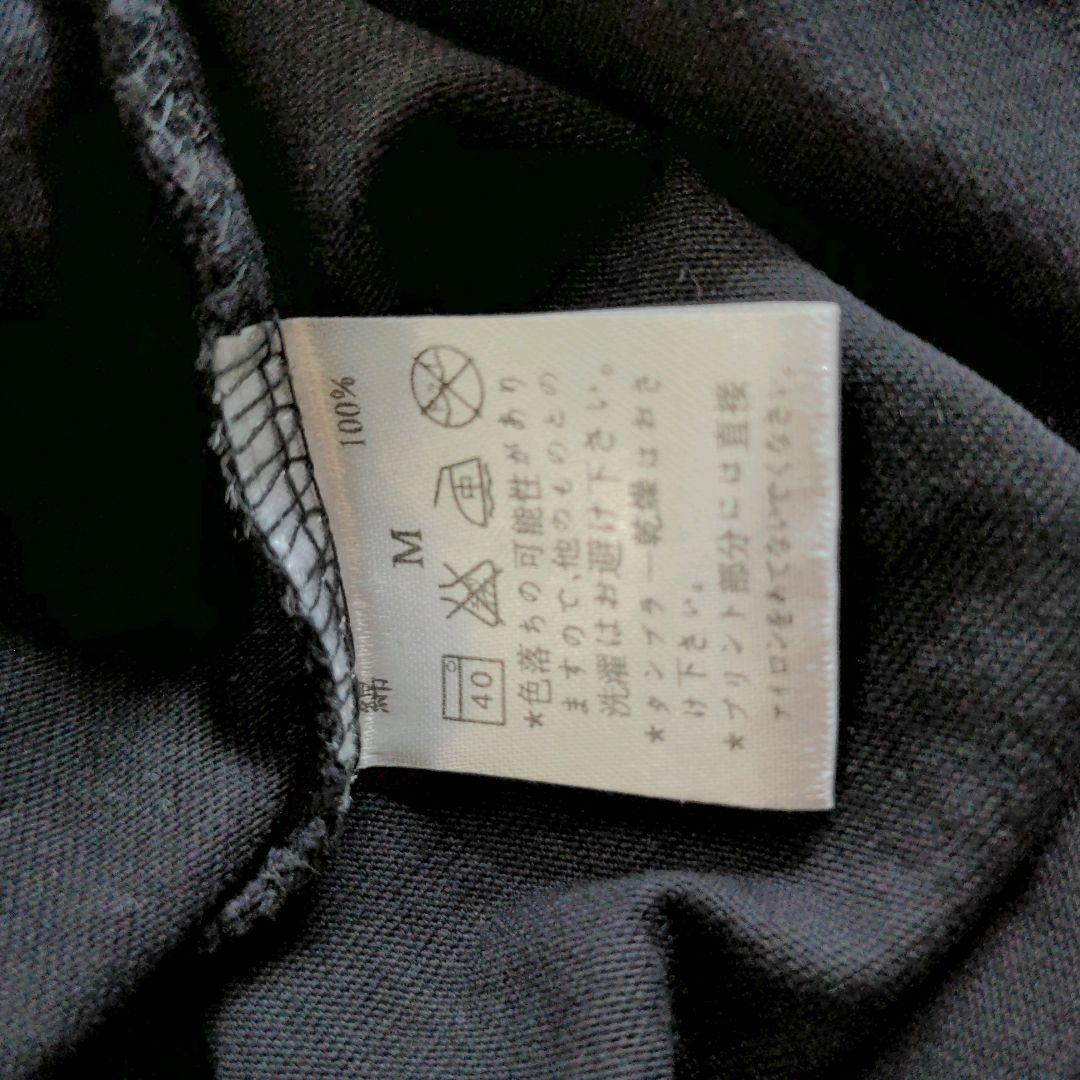 綿 100%
M
40 中
*色落ちの可能性があり
ますので、他のものとの
洗濯はお避け下さい。
*タンブラー乾燥はおさ
け下さい。
*プリント部分には直接
アイロンをあてないでください。